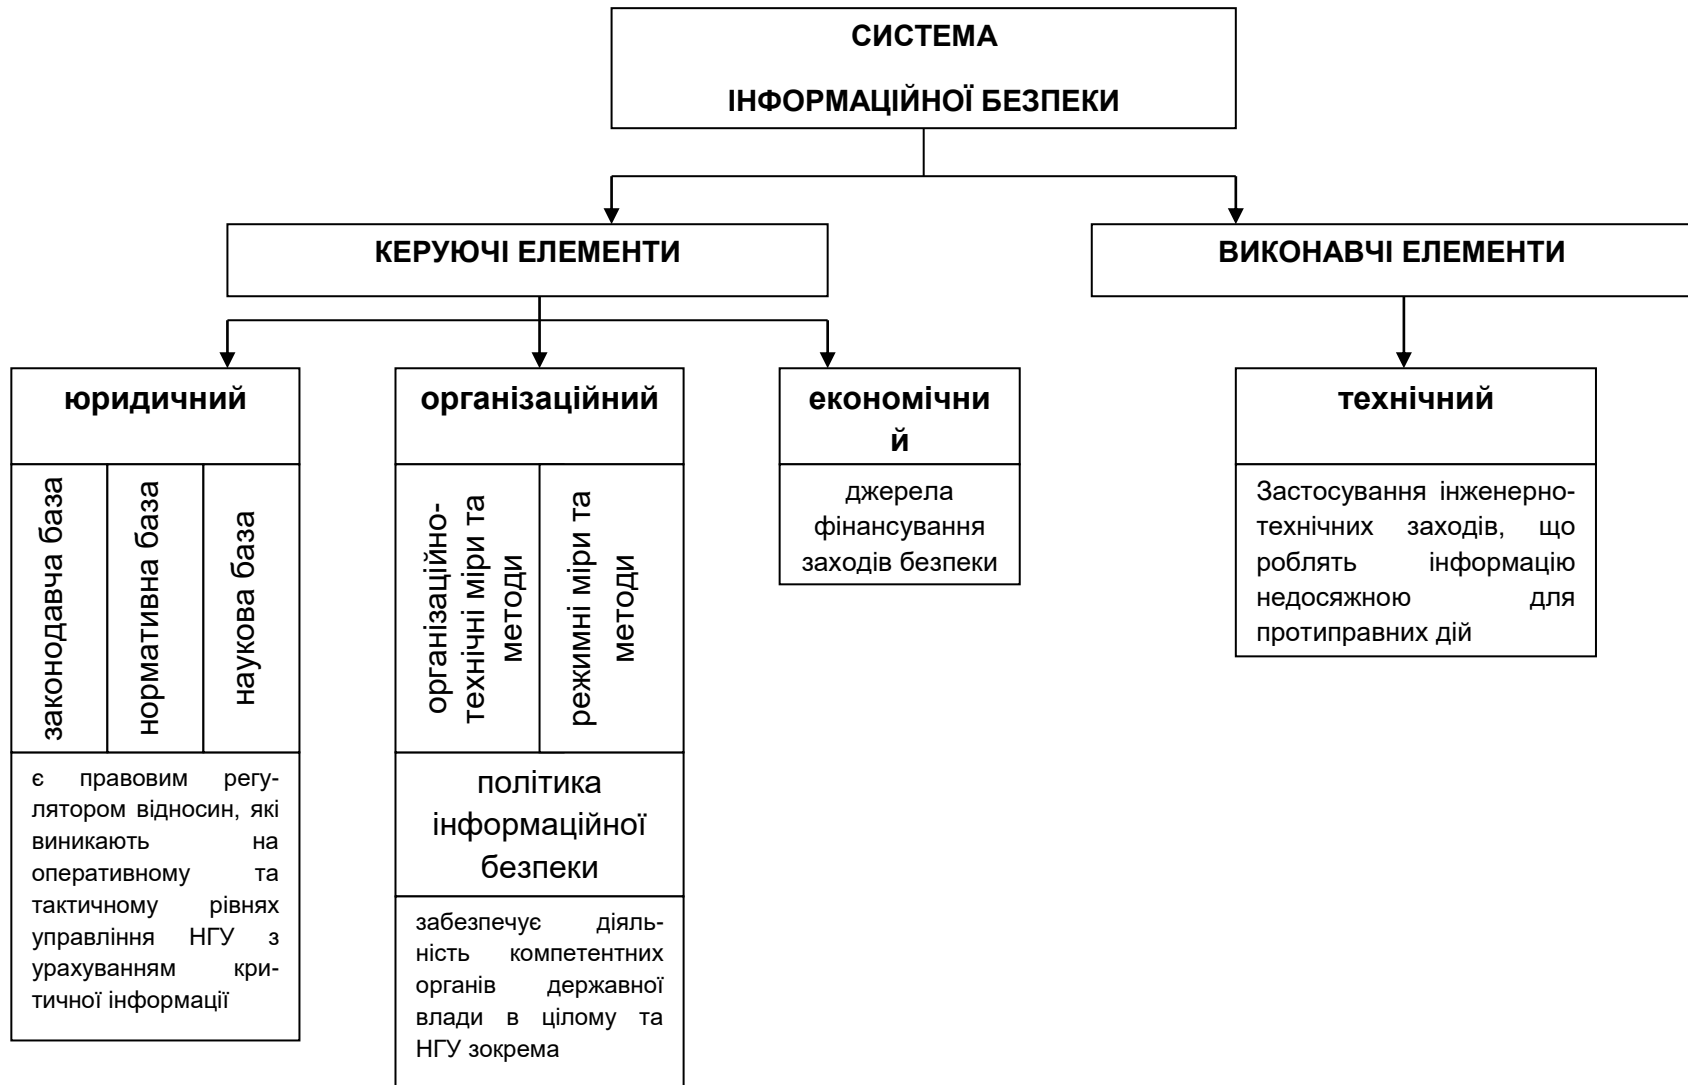 СИСТЕМА
ІНФОРМАЦІЙНОЇ БЕЗПЕКИ
КЕРУЮЧІ ЕЛЕМЕНТИ
ВИКОНАВЧІ ЕЛЕМЕНТИ
юридичний
законодавча база
нормативна база
наукова база
є правовим регу-
лятором відносин, які
виникають на
оперативному та
тактичному рівнях
управління НГУ з
урахуванням кри-
тичної інформації
організаційний
організаційно-
технічні міри та
методи
режимні міри та
методи
політика
інформаційної
безпеки
забезпечує діяль-
ність компетентних
органів державної
влади в цілому та
НГУ зокрема
економічни
й
джерела
фінансування
заходів безпеки
технічний
Застосування інженерно-
технічних заходів, що
роблять інформацію
недосяжною для
протиправних дій